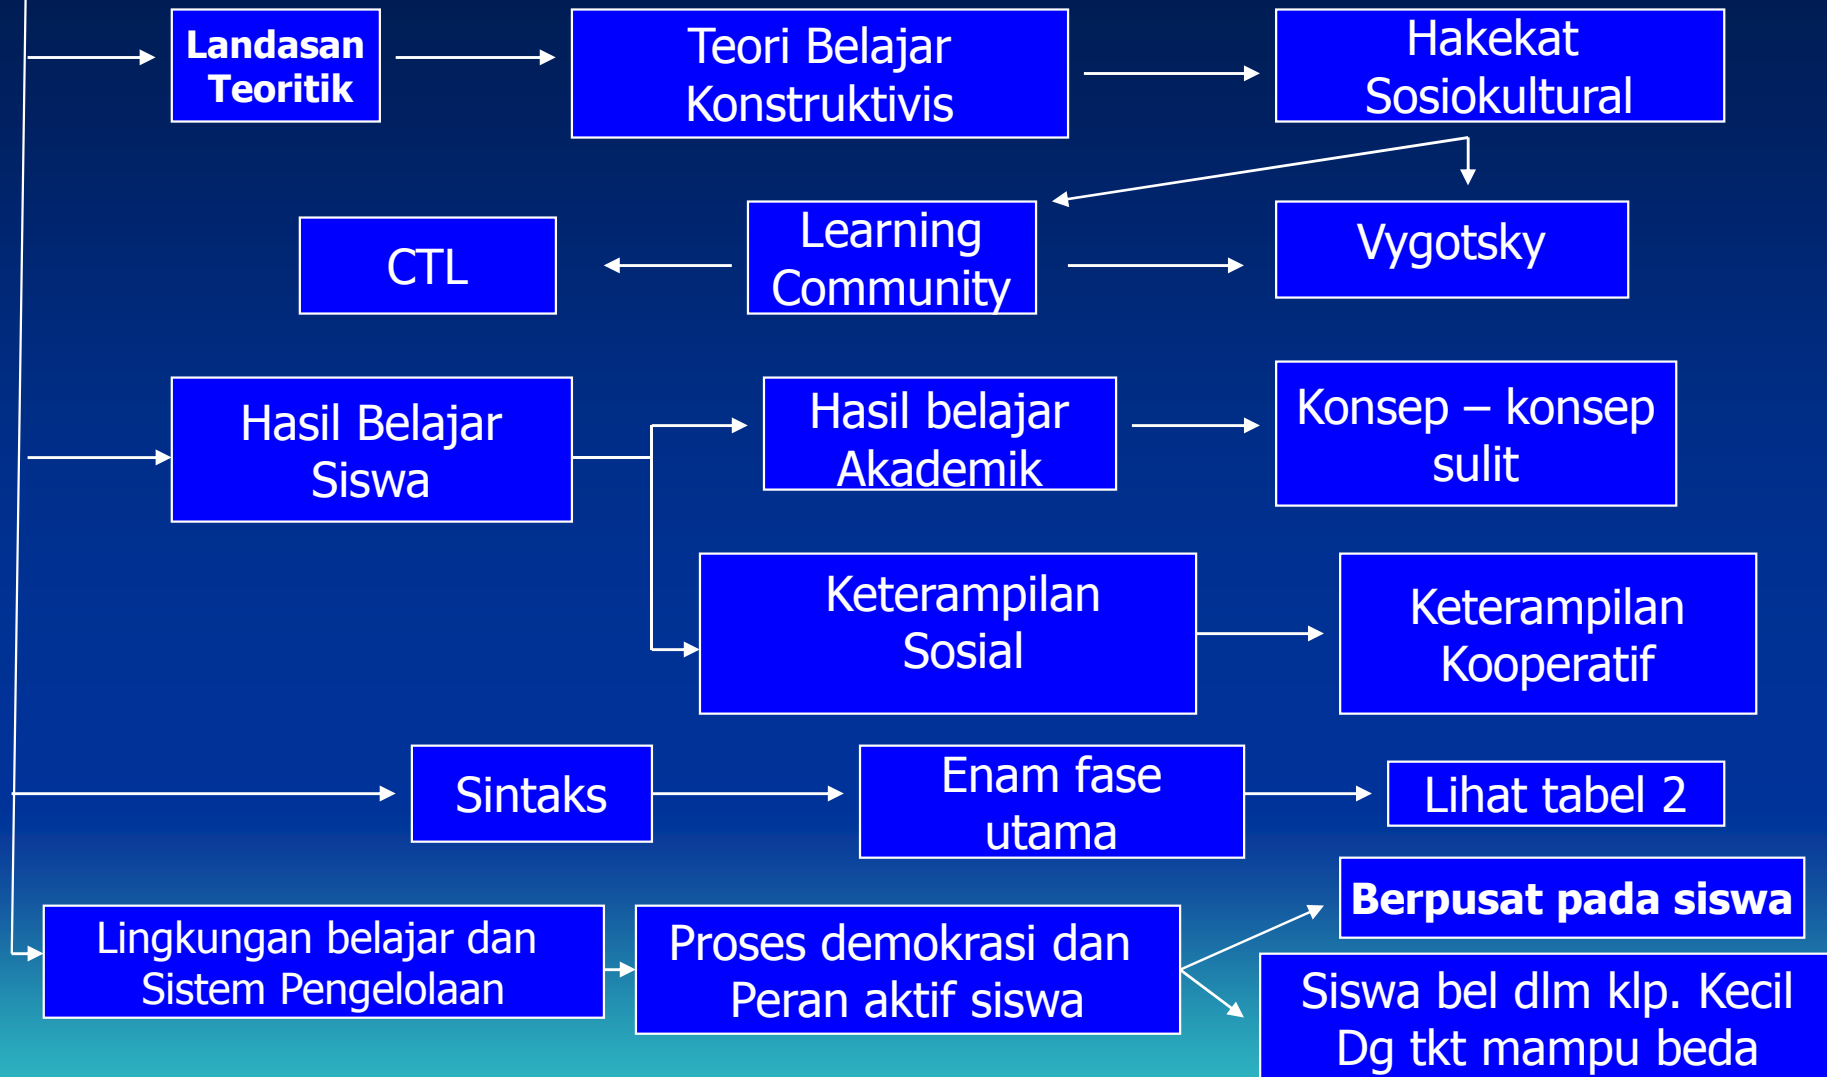 Landasan
Teoritik
Teori Belajar
Konstruktivis
Hakekat
Sosiokultural
CTL
Learning
Community
Vygotsky
Hasil Belajar
Siswa
Hasil belajar
Akademik
Konsep – konsep
sulit
Keterampilan
Sosial
Keterampilan
Kooperatif
Sintaks
Enam fase
utama
Lihat tabel 2
Lingkungan belajar dan
Sistem Pengelolaan
Proses demokrasi dan
Peran aktif siswa
Berpusat pada siswa
Siswa bel dlm klp. Kecil
Dg tkt mampu beda